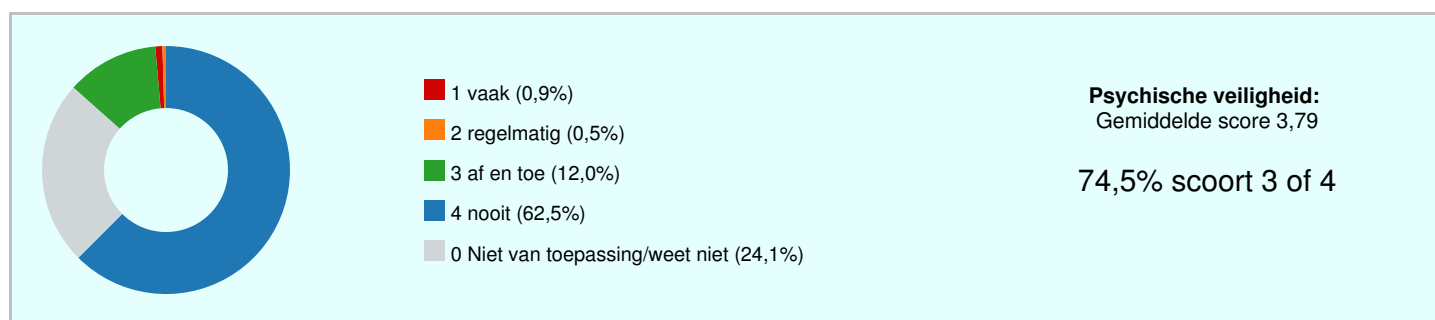 1 vaak (0,9%)
2 regelmatig (0,5%)
3 af en toe (12,0%)
4 nooit (62,5%)
0 Niet van toepassing/weet niet (24,1%)
Psychische veiligheid:
Gemiddelde score 3,79
74,5% scoort 3 of 4